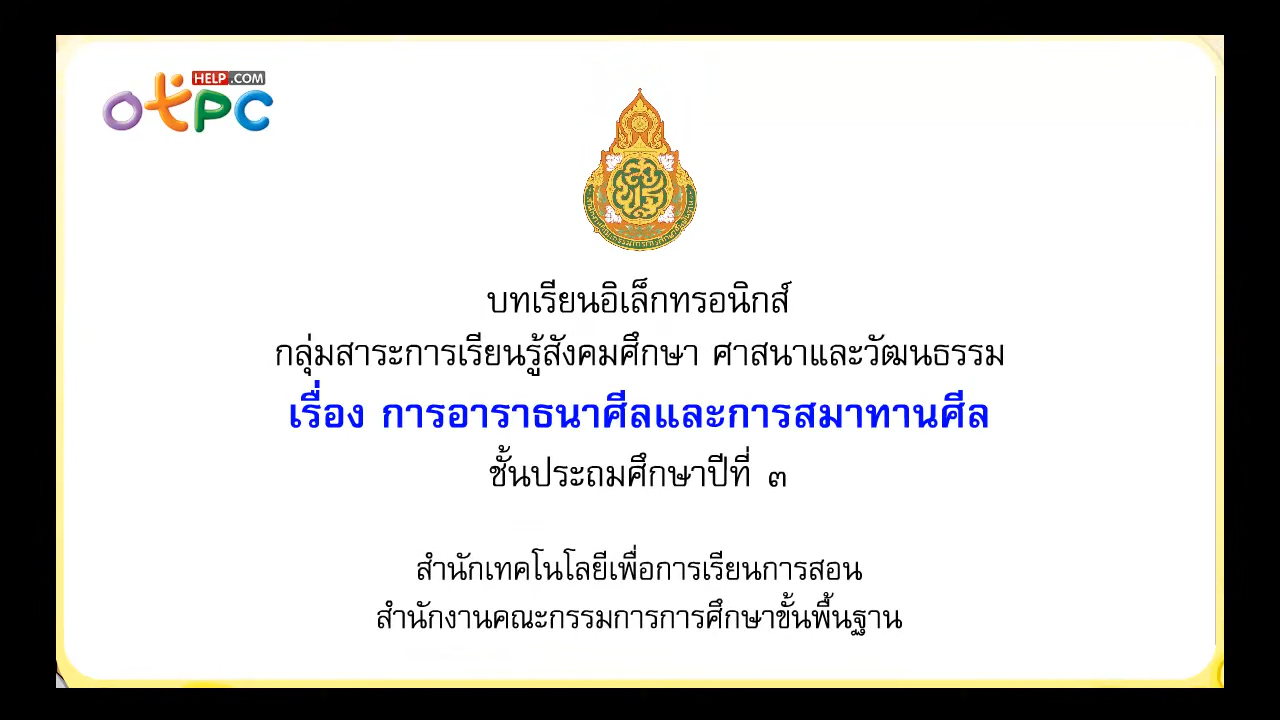 otPC HELP.COM
บทเรียนอิเล็กทรอนิกส์
กลุ่มสาระการเรียนรู้สังคมศึกษา ศาสนาและวัฒนธรรม
เรื่อง การอาราธนาศีลและการสมาทานศีล
ชั้นประถมศึกษาปีที่ ๓
สำนักเทคโนโลยีเพื่อการเรียนการสอน
สำนักงานคณะกรรมการการศึกษาขั้นพื้นฐาน